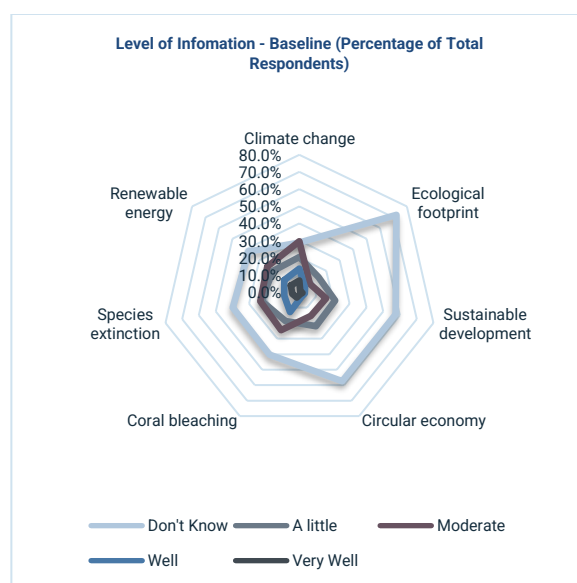 Level of Infomation - Baseline (Percentage of Total
Respondents)
Climate change
80.0%
70.0%
60.0%
50.0%
40.0%
30.0%
20.0%
10.0%
0.0%
Renewable
energy
Ecological
footprint
Species
extinction
Sustainable
development
Coral bleaching
Circular economy
Don't Know
A little
Moderate
Well
Very Well